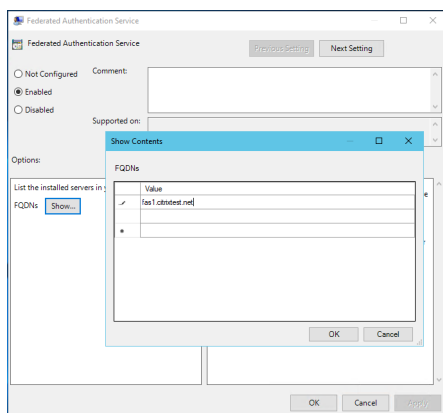 Federated Authentication Service
Federated Authentication Service
Previous Setting
Next Setting
Not Configured
Comment:
Enabled
Disabled
Supported on:
Options:
Show Contents
FQDNs
Value
fas1.citrixtest.net
OK
Cancel
List the installed servers in
FQDNs
Show...
OK
Cancel
Apply